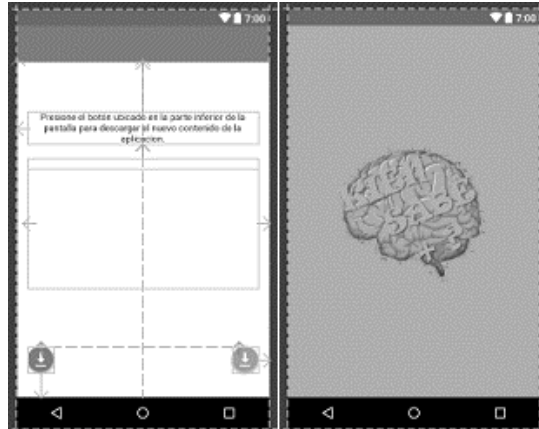 7:00
Presione el botón ubicado en la parte inferior de la
pantalla para descargar el nuevo contenido de la
aplicacion.
7:00